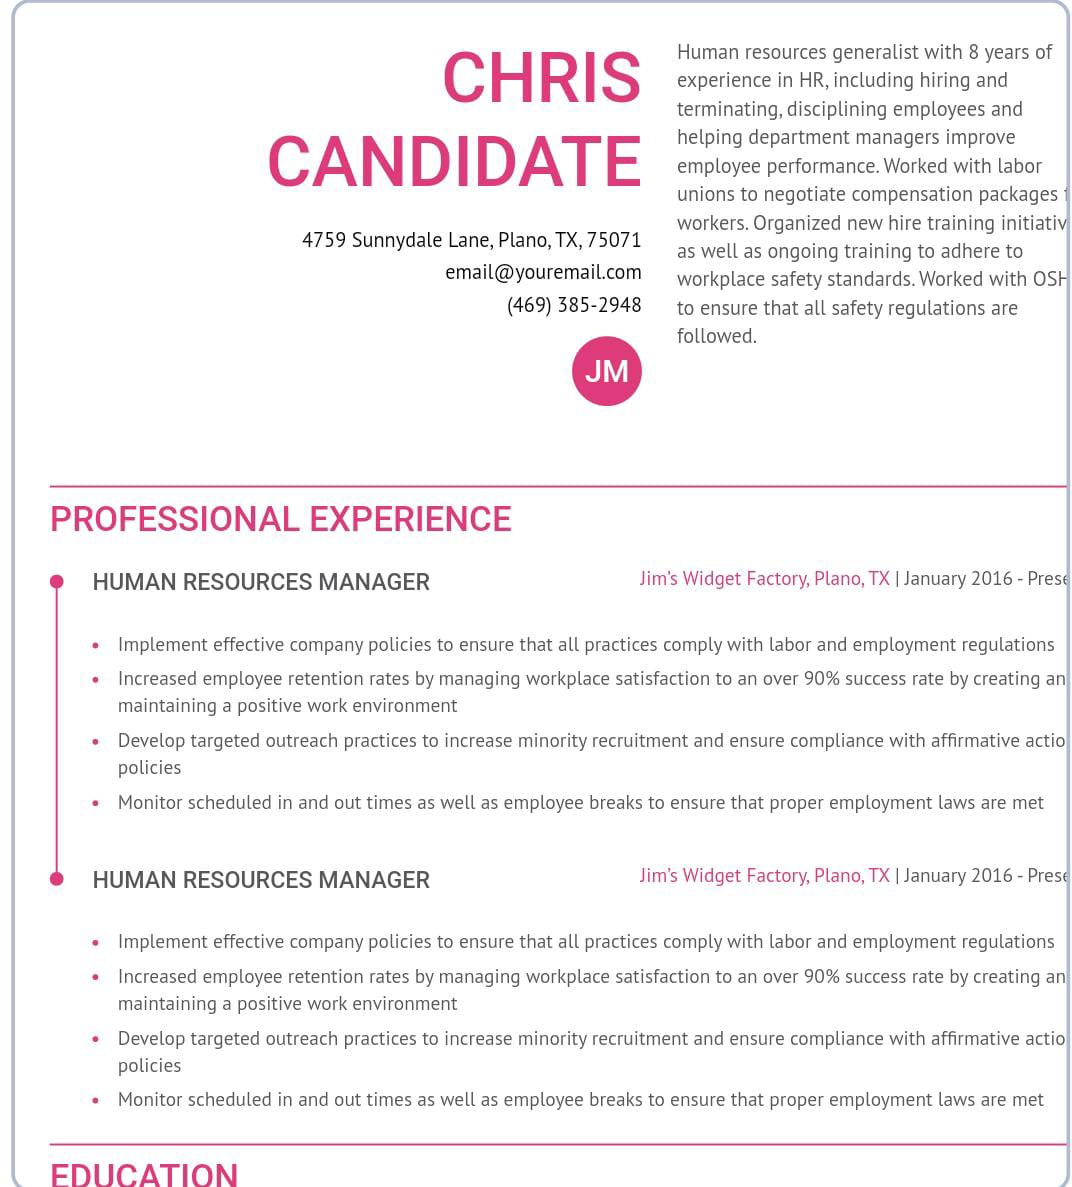 CHRIS
CANDIDATE
4759 Sunnydale Lane, Plano, TX, 75071
email@youremail.com
(469) 385-2948
JM
Human resources generalist with 8 years of
experience in HR, including hiring and
terminating, disciplining employees and
helping department managers improve
employee performance. Worked with labor
unions to negotiate compensation packages
workers. Organized new hire training initiativ
as well as ongoing training to adhere to
workplace safety standards. Worked with OSH
to ensure that all safety regulations are
followed.
PROFESSIONAL EXPERIENCE
HUMAN RESOURCES MANAGER
Jim's Widget Factory, Plano, TX | January 2016 - Prese
• Implement effective company policies to ensure that all practices comply with labor and employment regulations
• Increased employee retention rates by managing workplace satisfaction to an over 90% success rate by creating an
maintaining a positive work environment
• Develop targeted outreach practices to increase minority recruitment and ensure compliance with affirmative actio
policies
• Monitor scheduled in and out times as well as employee breaks to ensure that proper employment laws are met
HUMAN RESOURCES MANAGER
Jim's Widget Factory, Plano, TX | January 2016 - Prese
• Implement effective company policies to ensure that all practices comply with labor and employment regulations
• Increased employee retention rates by managing workplace satisfaction to an over 90% success rate by creating an
maintaining a positive work environment
• Develop targeted outreach practices to increase minority recruitment and ensure compliance with affirmative actio
policies
• Monitor scheduled in and out times as well as employee breaks to ensure that proper employment laws are met
EDUCATION